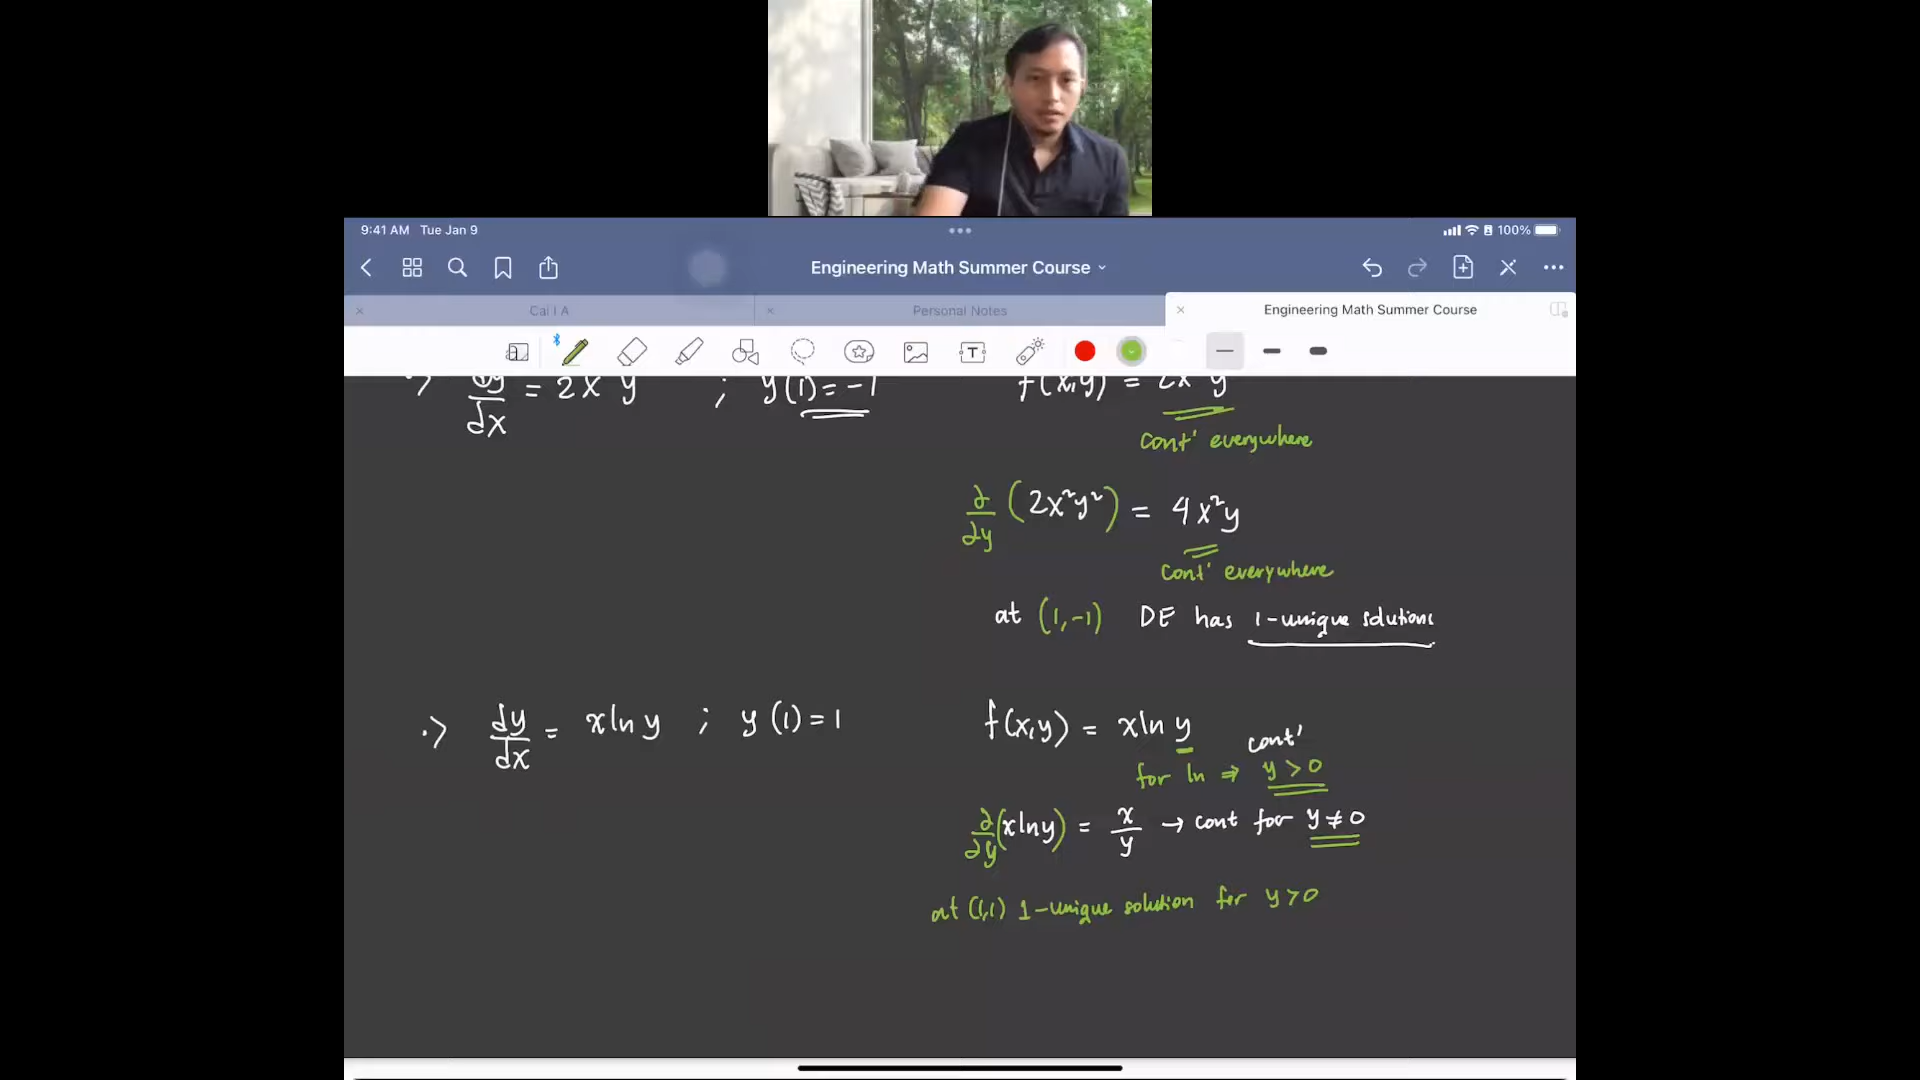 9:41 AM Tue Jan 9
100%
Engineering Math Summer Course
Cal I A
Personal Notes
Engineering Math Summer Course
T
·> dy/dx = 2x y ; y(1) = -1
f(x,y) = 2x y
cont' everywhere
∂/∂y (2x²y²) = 4x²y
cont' everywhere
at (1,-1) DE has 1-unique solutions
·> dy/dx = x ln y ; y(1) = 1
f(x,y) = x ln y
cont'
for ln ⇒ y > 0
∂/∂y (x ln y) = x/y → cont for y ≠ 0
at (1,1) 1-unique solution for y > 0